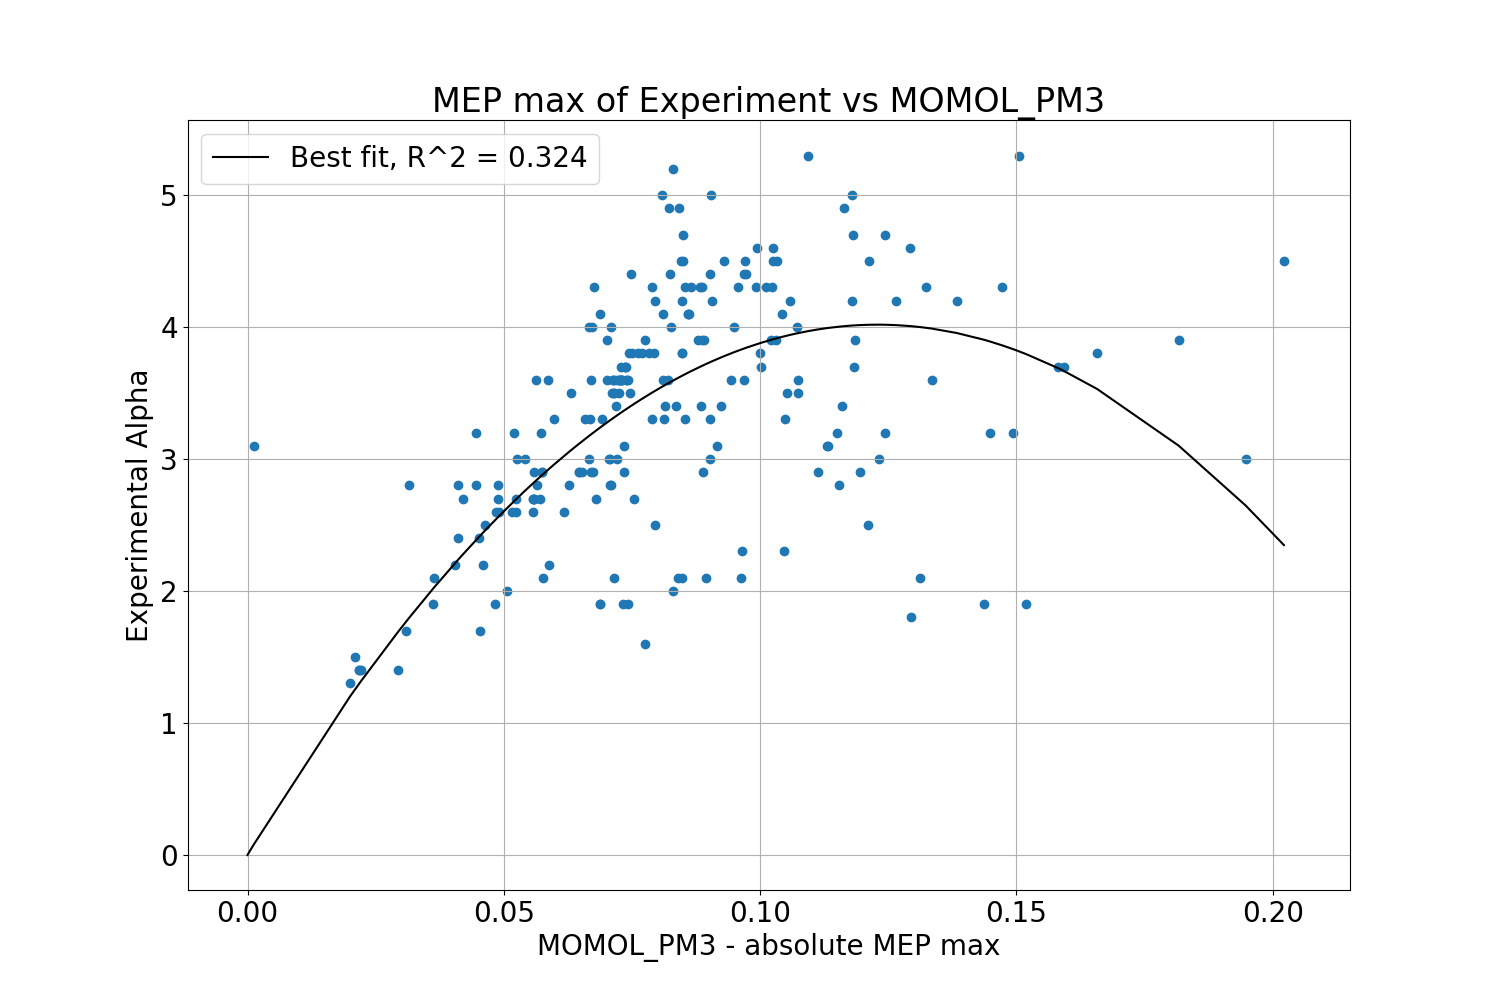 MEP max of Experiment vs MOMOL_PM3
Best fit, R^2 = 0.324
5
4
3
2
1
0
Experimental Alpha
0.00 0.05 0.10 0.15 0.20
MOMOL_PM3 - absolute MEP max